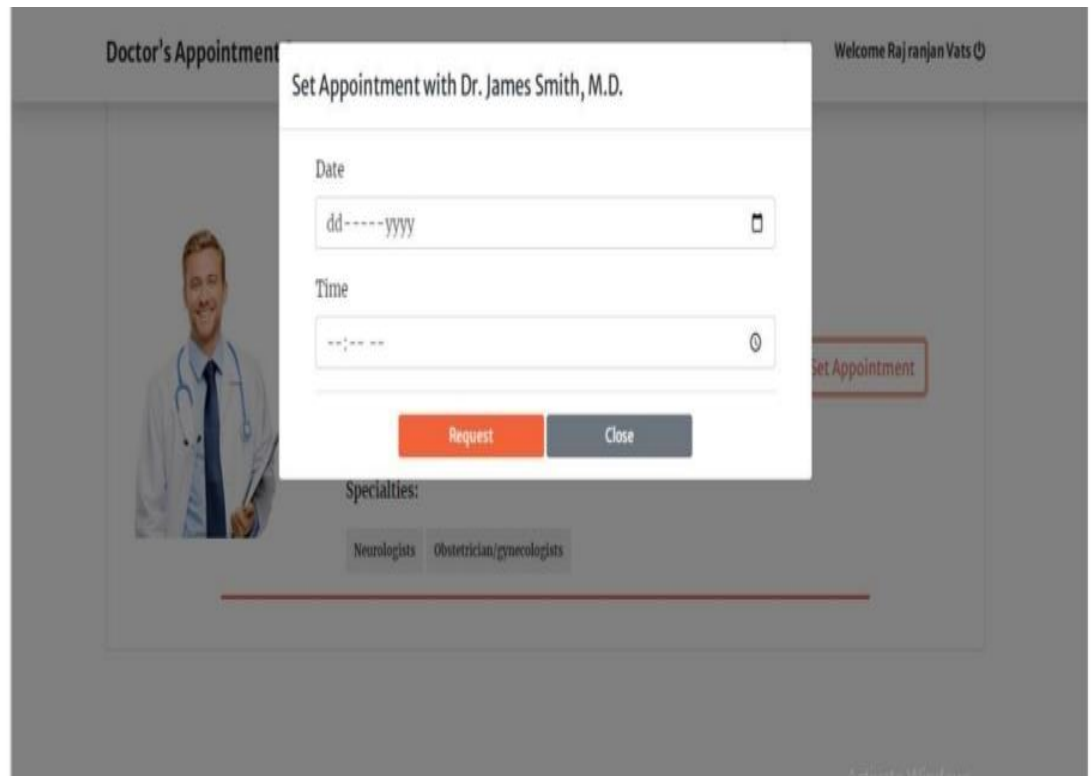 Doctor's Appointment
Welcome Raj ranjan Vats
Set Appointment with Dr. James Smith, M.D.
Date
dd-----yyyy
Time
--:-- --
Set Appointment
Request
Close
Specialties:
Neurologists
Obstetrician/gynecologists